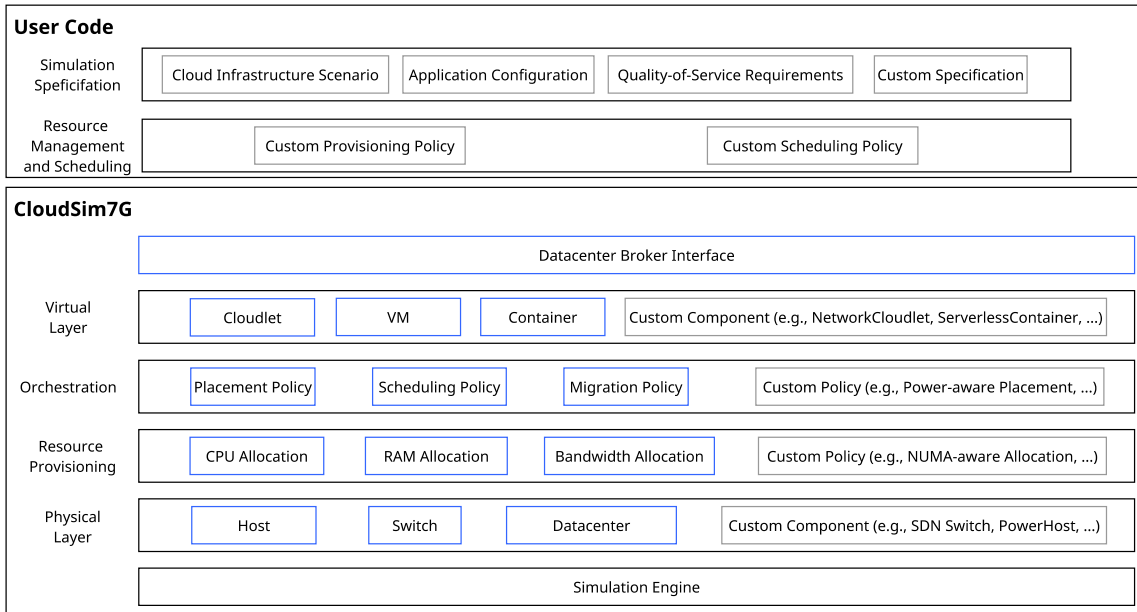 User Code
Simulation
Speficifation
Cloud Infrastructure Scenario
Application Configuration
Quality-of-Service Requirements
Custom Specification
Resource
Management
and Scheduling
Custom Provisioning Policy
Custom Scheduling Policy
CloudSim7G
Datacenter Broker Interface
Virtual
Layer
Cloudlet
VM
Container
Custom Component (e.g., NetworkCloudlet, ServerlessContainer, ...)
Orchestration
Placement Policy
Scheduling Policy
Migration Policy
Custom Policy (e.g., Power-aware Placement, ...)
Resource
Provisioning
CPU Allocation
RAM Allocation
Bandwidth Allocation
Custom Policy (e.g., NUMA-aware Allocation, ...)
Physical
Layer
Host
Switch
Datacenter
Custom Component (e.g., SDN Switch, PowerHost, ...)
Simulation Engine